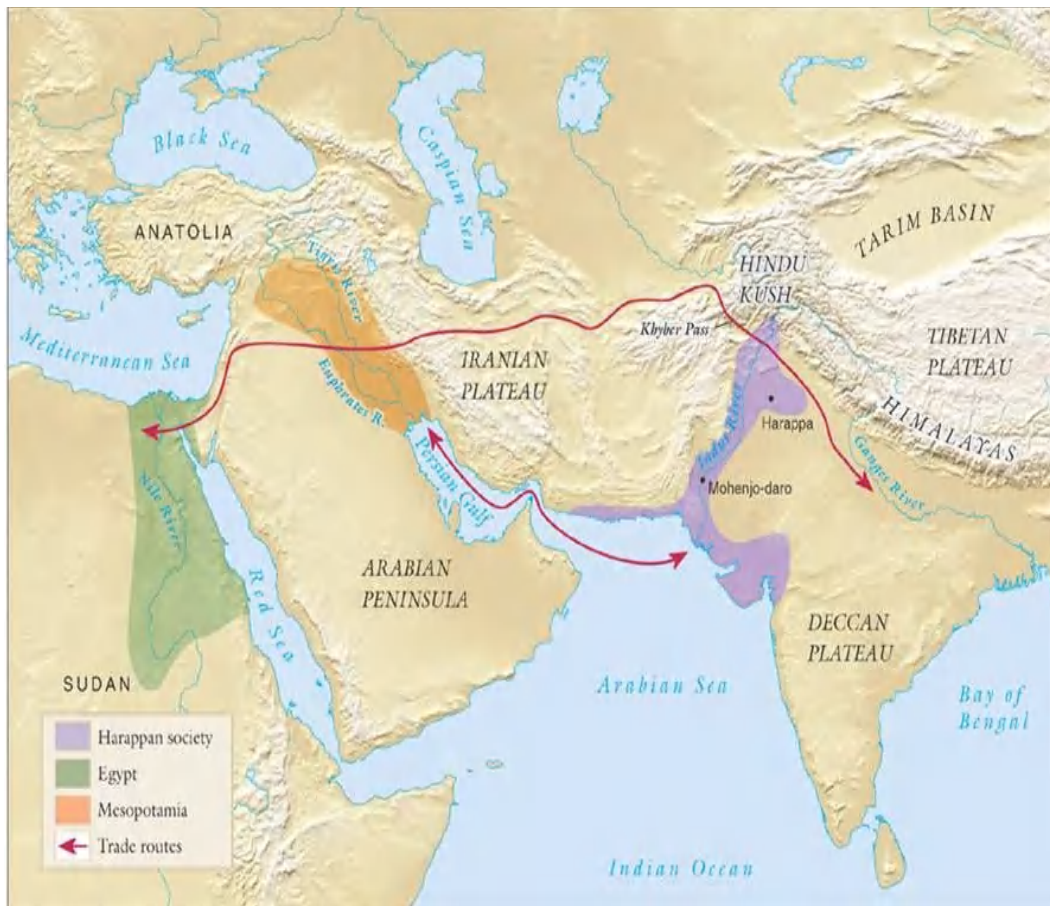 Black Sea
Caspian Sea
ANATOLIA
TARIM BASIN
Tigris River
HINDU
KUSH
Khyber Pass
Mediterranean Sea
IRANIAN
PLATEAU
TIBETAN
PLATEAU
Euphrates R.
Harappa
HIMALAYAS
Indus River
Mohenjo-daro
Ganges River
Persian Gulf
Nile River
ARABIAN
PENINSULA
Red Sea
DECCAN
PLATEAU
SUDAN
Arabian Sea
Bay of
Bengal
Harappan society
Egypt
Mesopotamia
Trade routes
Indian Ocean